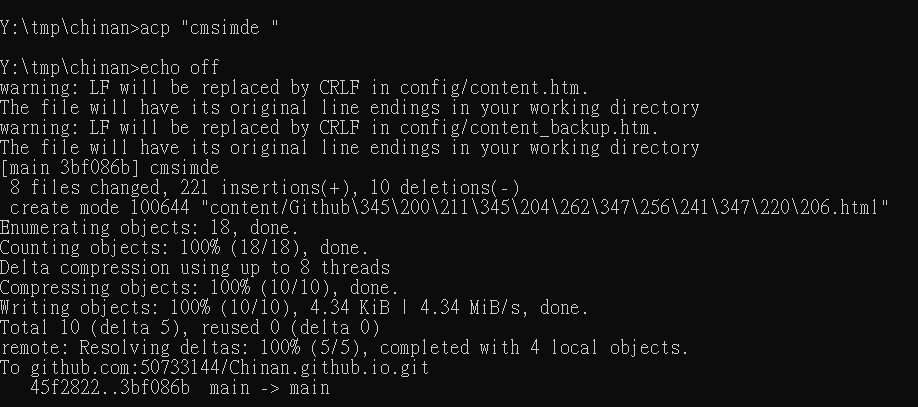 Y:\tmp\chinan>acp "cmsimde "
Y:\tmp\chinan>echo off
warning: LF will be replaced by CRLF in config/content.htm.
The file will have its original line endings in your working directory
warning: LF will be replaced by CRLF in config/content_backup.htm.
The file will have its original line endings in your working directory
[main 3bf086b] cmsimde
 8 files changed, 221 insertions(+), 10 deletions(-)
 create mode 100644 "content/Github\345\200\211\345\204\262\347\256\241\347\220\206.html"
Enumerating objects: 18, done.
Counting objects: 100% (18/18), done.
Delta compression using up to 8 threads
Compressing objects: 100% (10/10), done.
Writing objects: 100% (10/10), 4.34 KiB | 4.34 MiB/s, done.
Total 10 (delta 5), reused 0 (delta 0)
remote: Resolving deltas: 100% (5/5), completed with 4 local objects.
To github.com:50733144/Chinan.github.io.git
   45f2822..3bf086b  main -> main